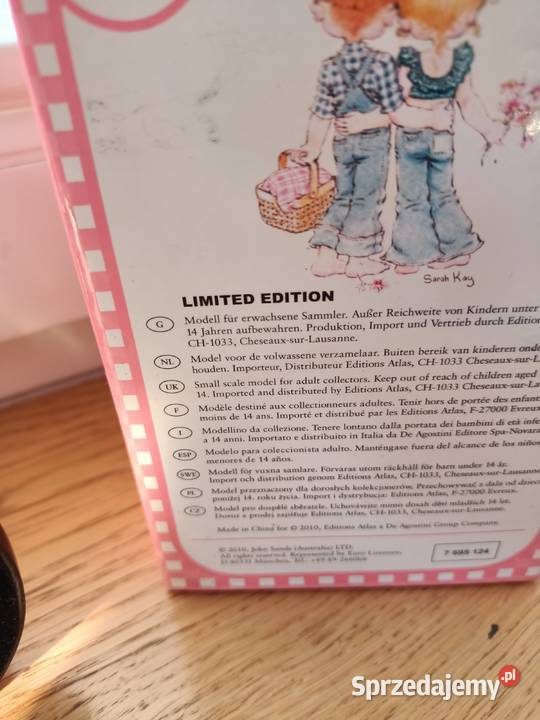 Sarah Kay
LIMITED EDITION
G Modell für erwachsene Sammler. Außer Reichweite von Kindern unter
14 Jahren aufbewahren. Produktion, Import und Vertrieb durch Edition
CH-1033, Cheseaux-sur-Lausanne.
NL Model voor de volwassene verzamelaar. Buiten bereik van kinderen onde
houden. Importeur, Distributeur Editions Atlas, CH-1033 Cheseaux-sur-L
UK Small scale model for adult collectors. Keep out of reach of children aged
14. Imported and distributed by Editions Atlas, CH-1033 Cheseaux-sur-La
F Modèle destiné aux collectionneurs adultes. Tenir hors de portée des enfant
moins de 14 ans. Importé et distribué par les Editions Atlas, F-27000 Evreux
I Modellino da collezione. Tenere lontano dalla portata dei bambini di età infe
a 14 anni. Importato e distribuito in Italia da De Agostini Editore Spa-Novara
ESP Modelo para coleccionista adulto. Manténgase fuera del alcance de los niños
menores de 14 años.
SWE Modell för vuxna samlare. Förvaras utom räckhåll för barn under 14 år.
Import och distribution genom Editions Atlas, CH-1033, Cheseaux-sur-Lausanne
PL Model przeznaczony dla dorosłych kolekcjonerów. Przechowywać z dala od dzieci
poniżej 14. roku życia. Import i dystrybucja: Editions Atlas, F-27000 Evreux.
CZ Model pro dospělé sběratele. Uchovávejte mimo dosah dětí mladších 14 let.
Dovoz a prodej zajišťuje Editions Atlas, CH-1033, Cheseaux-sur-Lausanne.
Made in China for © 2010, Editions Atlas a De Agostini Group Company.
© 2010, John Sands (Australia) LTD.
All rights reserved. Represented by Euro Lizenzen,
D 80331 München, Tel.
7 695 124
Sprzedajemy.pl